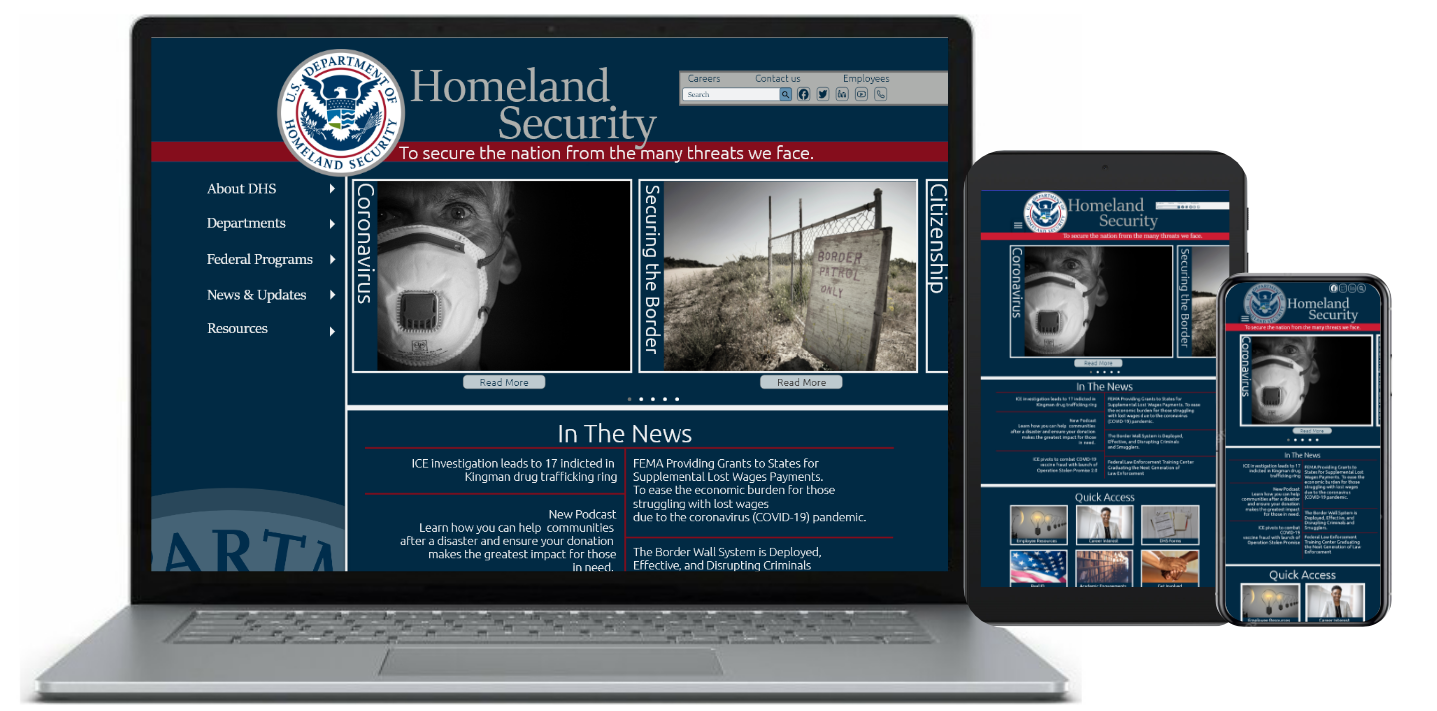 U.S. DEPARTMENT OF
HOMELAND SECURITY
Homeland
Security
Careers
Contact us
Employees
Search
To secure the nation from the many threats we face.
About DHS
Departments
Federal Programs
News & Updates
Resources
Coronavirus
Securing the Border
BORDER
PATROL
ONLY
Citizenship
Read More
Read More
In The News
ICE Investigation leads to 17 Indicted in
Kingman drug trafficking ring
New Podcast
Learn how you can help communities
after a disaster and ensure your donation
makes the greatest impact for those
in need.
FEMA Providing Grants to States for
Supplemental Lost Wages Payments.
To ease the economic burden for those
struggling with lost wages
due to the coronavirus (COVID-19) pandemic.
The Border Wall System is Deployed,
Effective, and Disrupting Criminals
ARTM
Homeland
Security
To secure the nation from the many threats we face.
Coronavirus
Securing the Border
Read More
In The News
ICE Investigation leads to 17 indicted in
Kingman drug trafficking ring
New Podcast
Learn how you can help communities
after a disaster and ensure your donation
makes the greatest impact for those
in need.
ICE pivots to combat COVID-19
vaccine fraud with launch of
Operation Stolen Promise 2.0
FEMA Providing Grants to States for
Supplemental Lost Wages Payments. To ease
the economic burden for those struggling
with lost wages due to the coronavirus
(COVID-19) pandemic.
The Border Wall System is Deployed,
Effective, and Disrupting Criminals
and Smugglers.
Federal Law Enforcement Training Center
Graduating the Next Generation of
Law Enforcement
Quick Access
Employee Resources
Career Interest
DHS Forms
Get Involved
Homeland
Security
To secure the nation from the many threats we face.
Coronavirus
Read More
In The News
ICE Investigation leads to 17
indicted in Kingman drug
trafficking ring
New Podcast
Learn how you can help
communities after a disaster
and ensure your donation
makes the greatest impact
for those in need.
ICE pivots to combat
COVID-19
vaccine fraud with launch of
Operation Stolen Promise
FEMA Providing Grants to
States for Supplemental Lost
Wages Payments. To ease the
economic burden for those
struggling with lost wages
due to the coronavirus
(COVID-19) pandemic.
The Border Wall System is
Deployed, Effective, and
Disrupting Criminals and
Smugglers.
Federal Law Enforcement
Training Center Graduating
the Next Generation of Law
Enforcement
Quick Access
Employee Resources
Career Interest